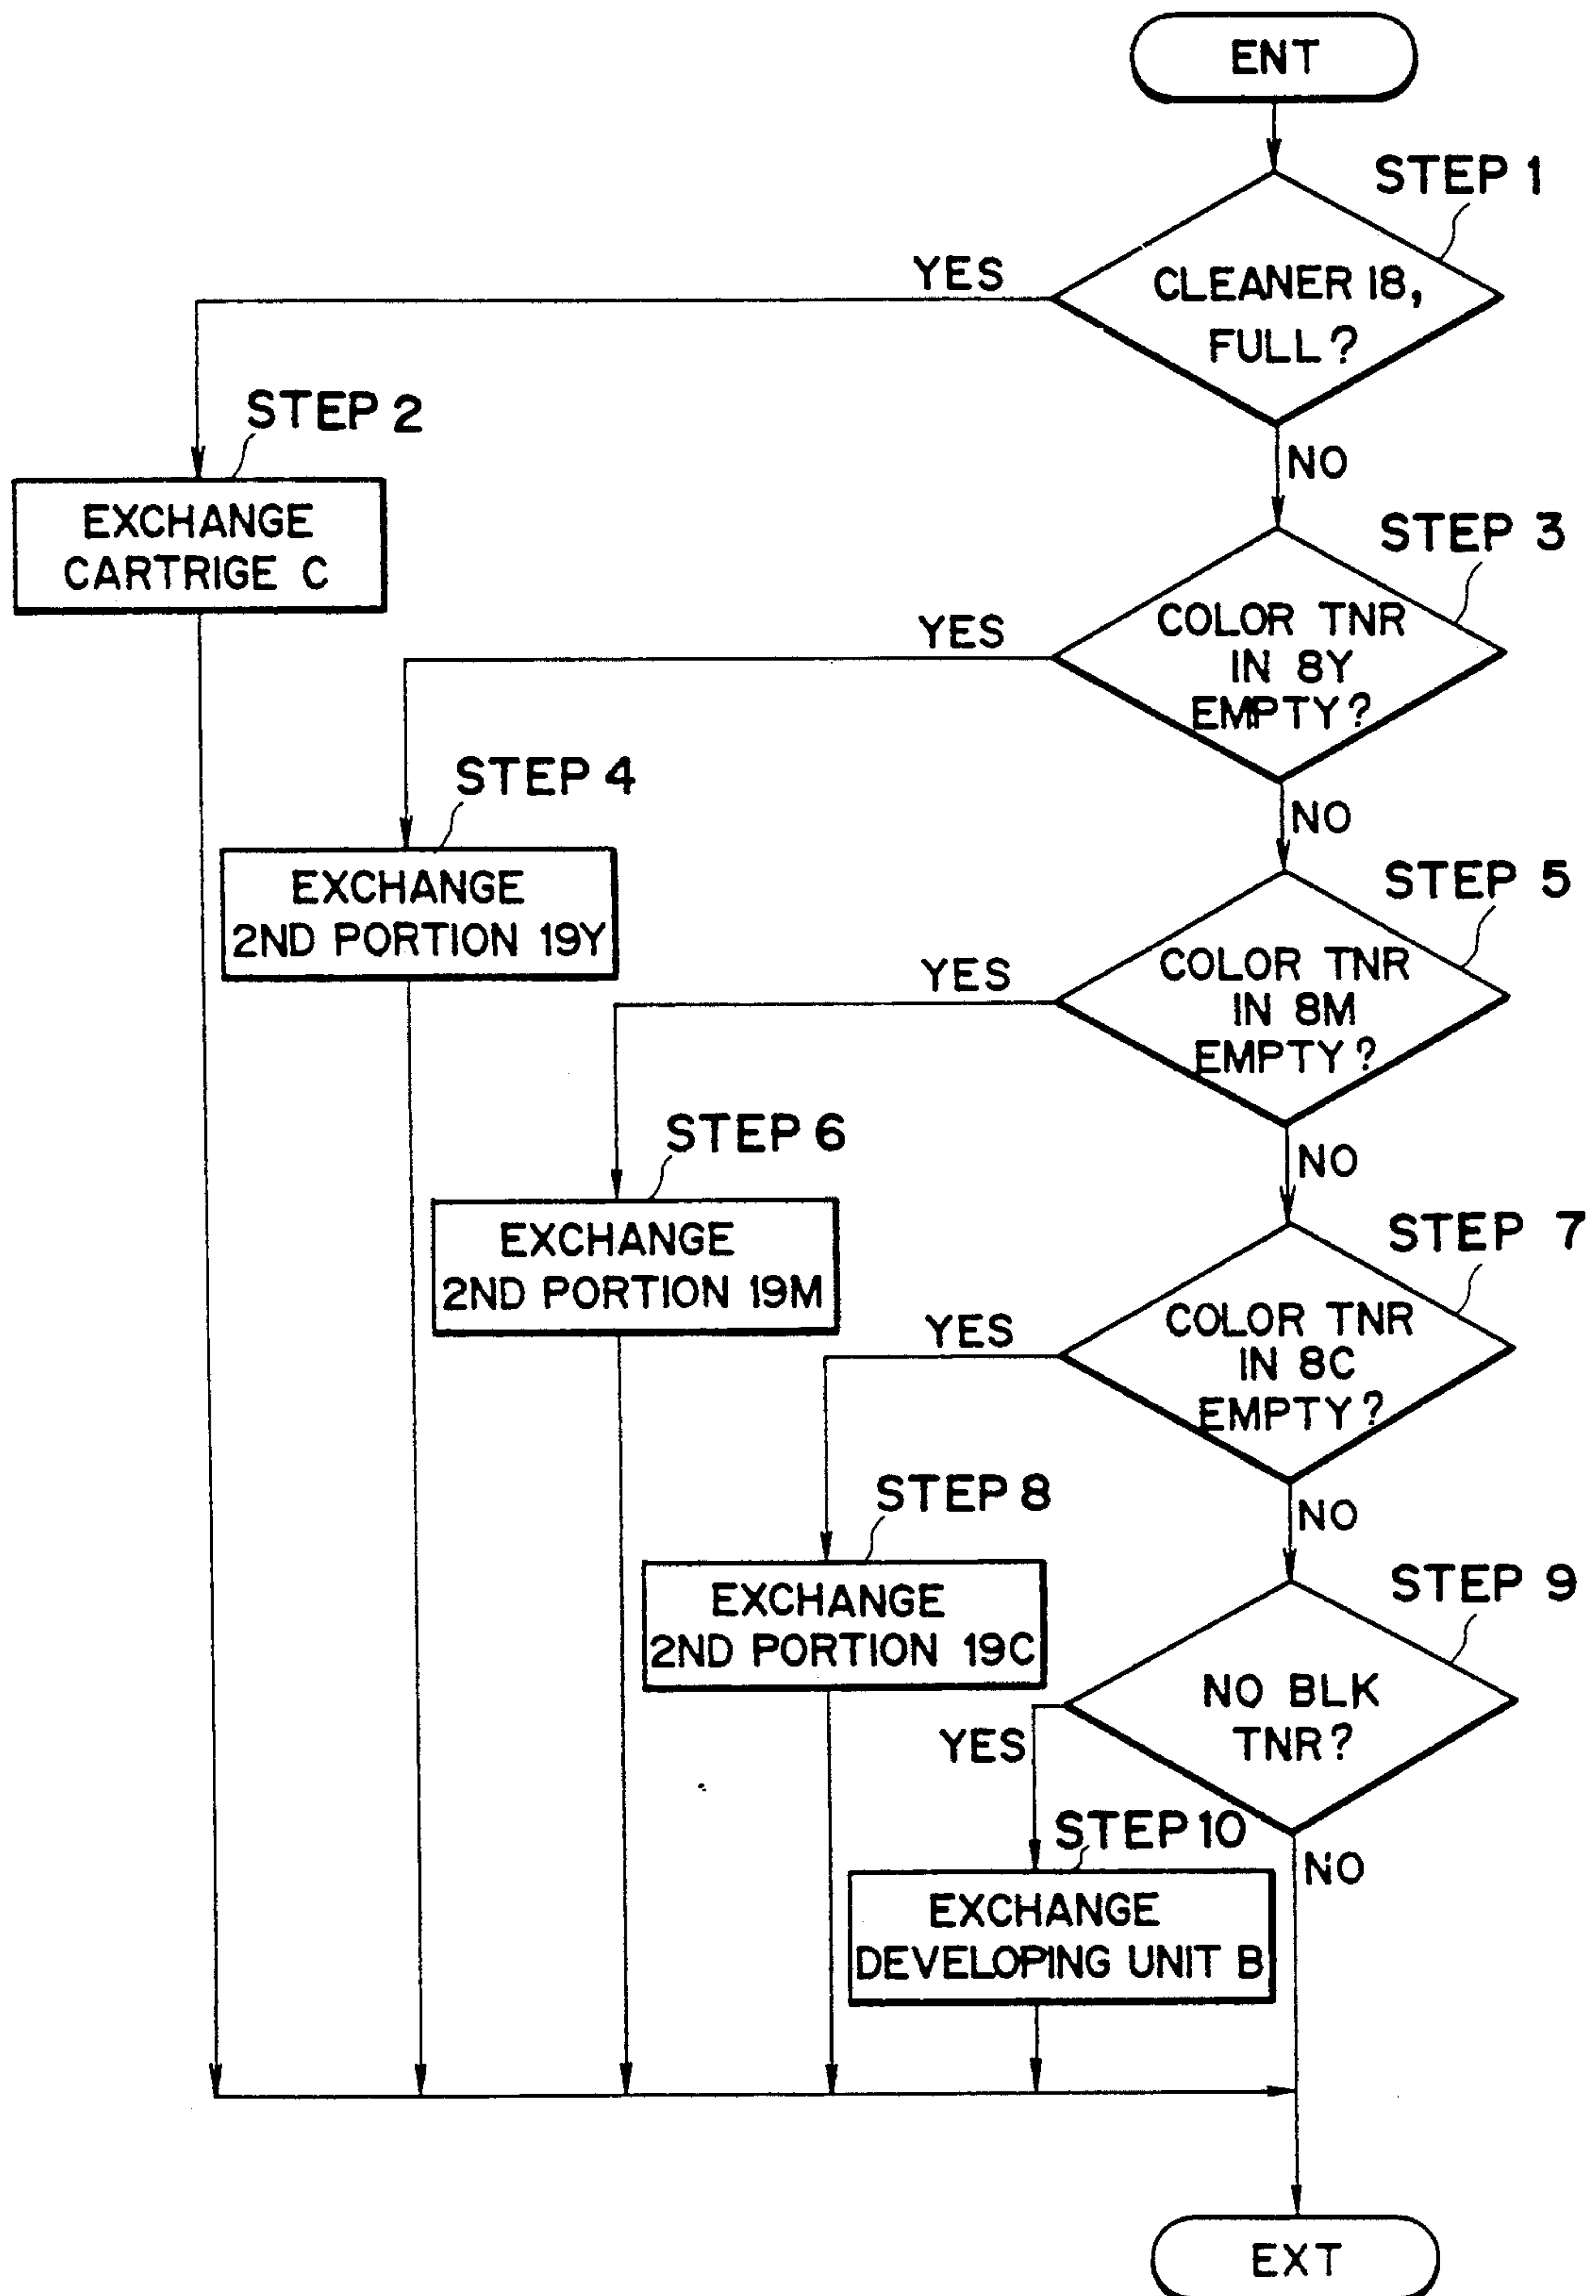 ENT
STEP 1
CLEANER 18,
FULL?
YES
NO
STEP 2
EXCHANGE
CARTRIGE C
STEP 3
COLOR TNR
IN 8Y
EMPTY?
YES
NO
STEP 4
EXCHANGE
2ND PORTION 19Y
STEP 5
COLOR TNR
IN 8M
EMPTY?
YES
NO
STEP 6
EXCHANGE
2ND PORTION 19M
STEP 7
COLOR TNR
IN 8C
EMPTY?
YES
NO
STEP 8
EXCHANGE
2ND PORTION 19C
STEP 9
NO BLK
TNR?
YES
NO
STEP 10
EXCHANGE
DEVELOPING UNIT B
EXT